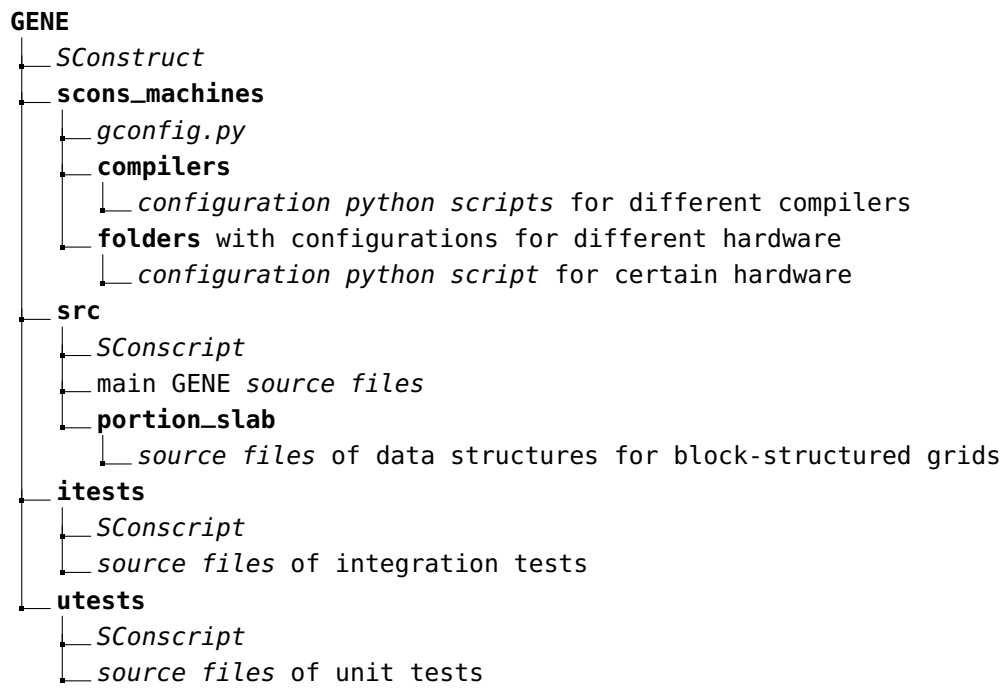 GENE
SConstruct
scons_machines
gconfig.py
compilers
configuration python scripts for different compilers
folders with configurations for different hardware
configuration python script for certain hardware
src
SConscript
main GENE source files
portion_slab
source files of data structures for block-structured grids
itests
SConscript
source files of integration tests
utests
SConscript
source files of unit tests